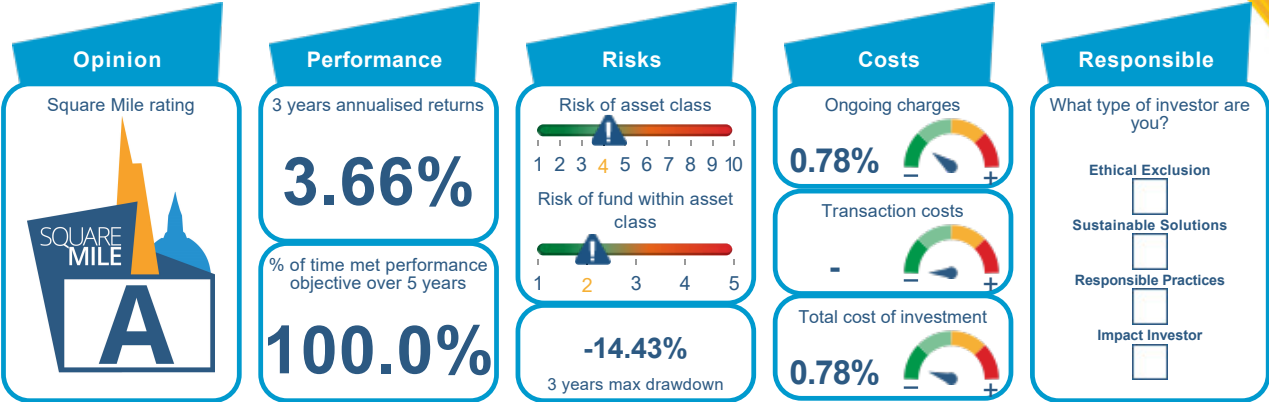 Opinion
Square Mile rating
SQUARE
MILE
A
Performance
3 years annualised returns
3.66%
% of time met performance
objective over 5 years
100.0%
Risks
Risk of asset class
!
1 2 3 4 5 6 7 8 9 10
Risk of fund within asset
class
!
1 2 3 4 5
-14.43%
3 years max drawdown
Costs
Ongoing charges
0.78%
– +
Transaction costs
-
– +
Total cost of investment
0.78%
– +
Responsible
What type of investor are
you?
Ethical Exclusion
Sustainable Solutions
Responsible Practices
Impact Investor